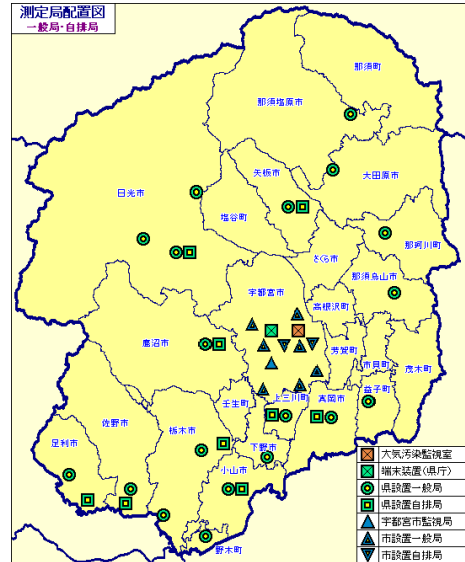 測定局配置図
一般局・自排局
那須町
那須塩原市
矢板市
大田原市
日光市
塩谷町
さくら市
那珂川町
那須烏山市
宇都宮市
高根沢町
鹿沼市
芳賀町
市貝町
茂木町
益子町
壬生町
上三川町
真岡市
佐野市
栃木市
足利市
下野市
小山市
野木町
大気汚染監視室
端末装置(県庁)
県設置一般局
県設置自排局
宇都宮市監視局
市設置一般局
市設置自排局